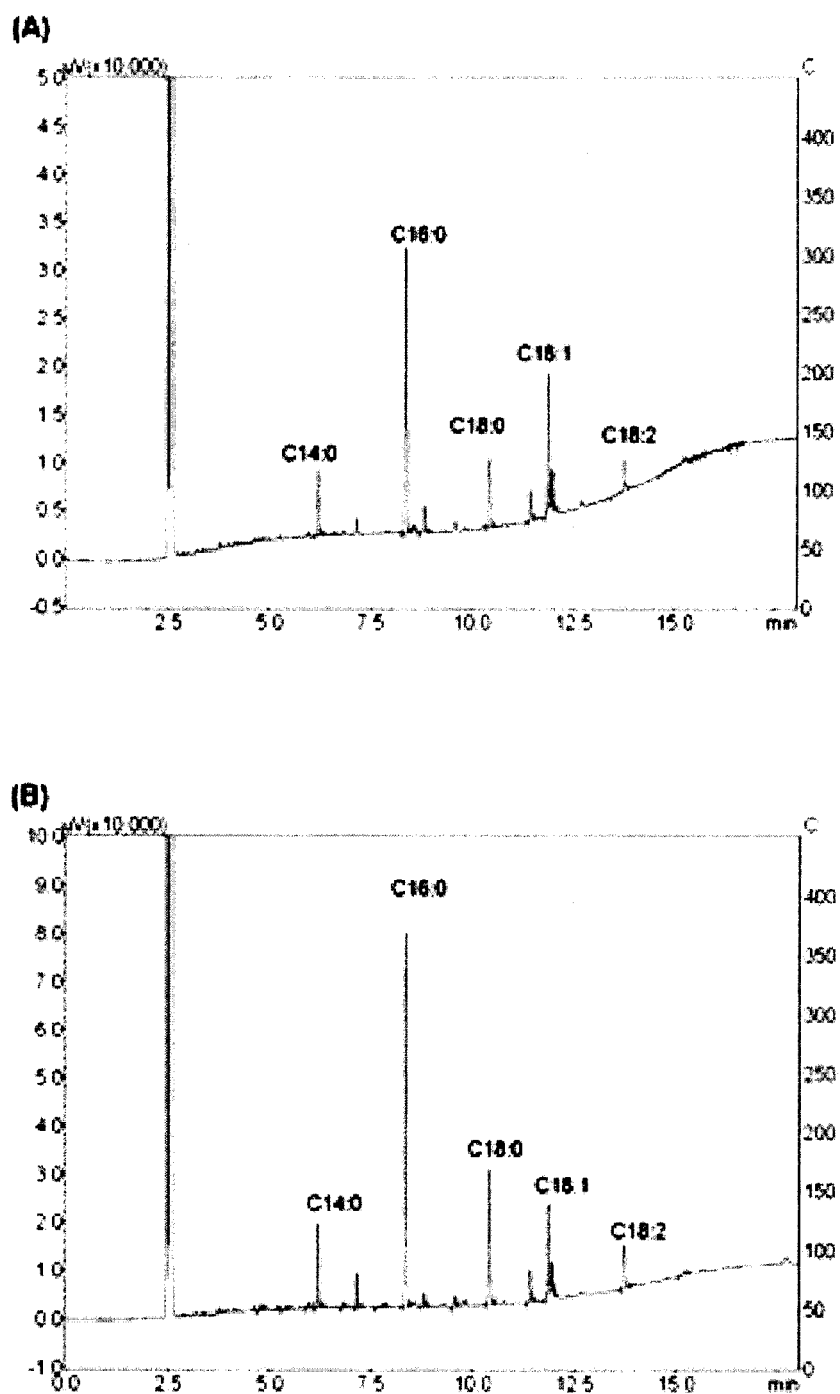 (A)
uV(x10,000) C
5.0
4.5 400
4.0 350
3.5
C16:0 300
3.0
2.5 250
C18:1 200
2.0
1.5
C14:0 C18:0 C18:2 150
1.0
100
0.5
0.0 50
-0.5 0
2.5 5.0 7.5 10.0 12.5 15.0 min
(B)
uV(x10,000) C
10.0
9.0 C16:0 400
8.0
350
7.0
6.0 300
5.0 250
4.0
200
C18:0
3.0
C14:0 C18:1 150
2.0 C18:2
100
1.0
0.0 50
-1.0 0
0.0 2.5 5.0 7.5 10.0 12.5 15.0 min